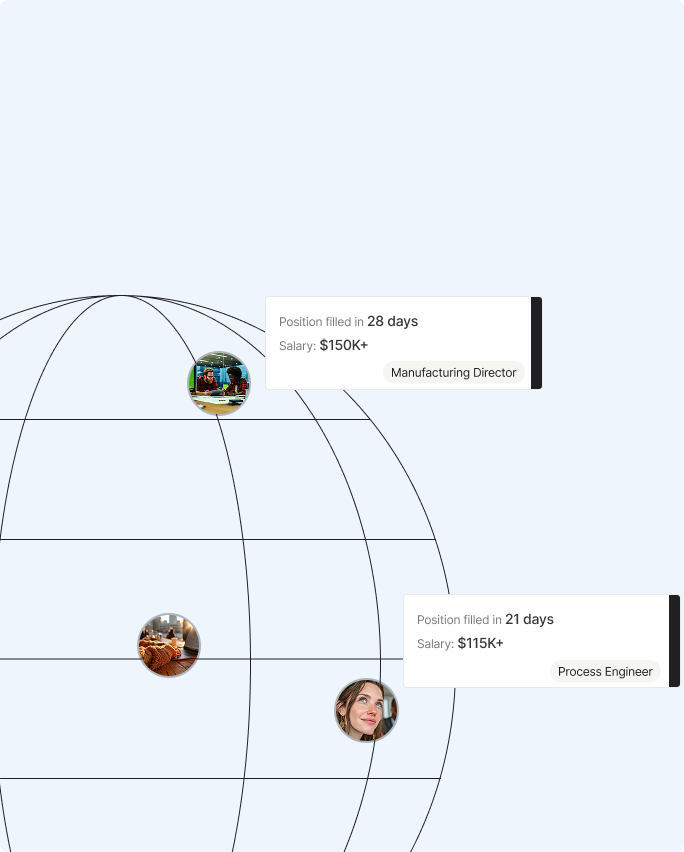 Position filled in 28 days
Salary: $150K+
Manufacturing Director
Position filled in 21 days
Salary: $115K+
Process Engineer